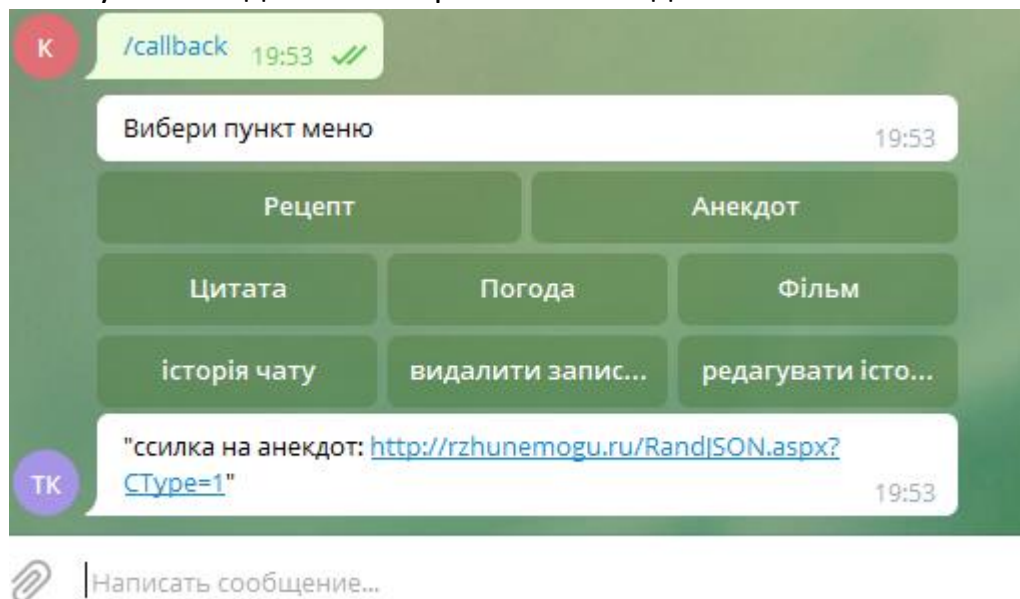 К
/callback 19:53
Вибери пункт меню
19:53
Рецепт Анекдот
Цитата Погода Фільм
історія чату видалити запис... редагувати істо...
"ссилка на анекдот: http://rzhunemogu.ru/RandJSON.aspx?
CType=1"
19:53
ТК
Написать сообщение...